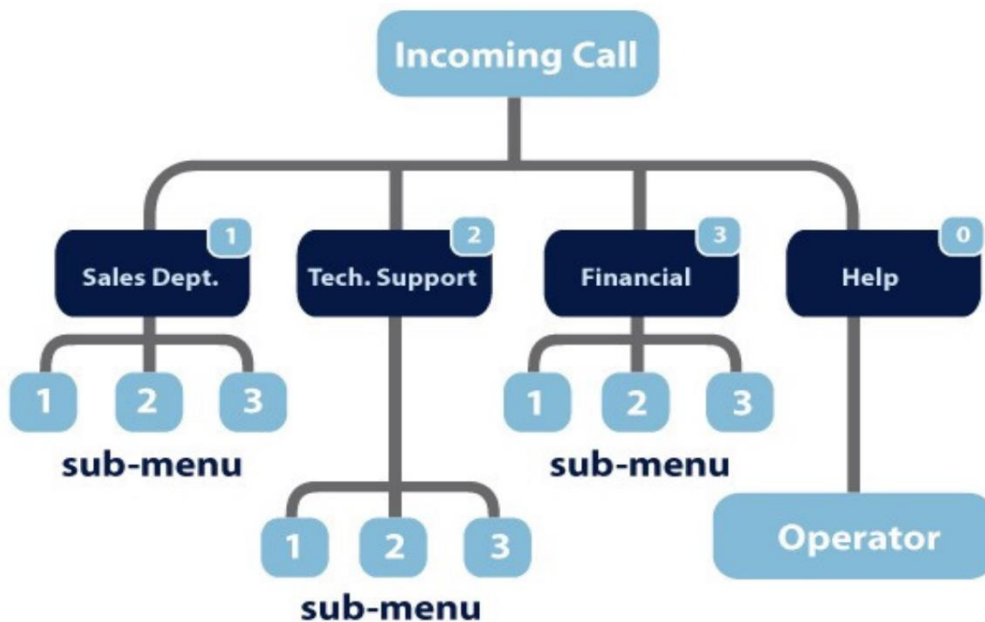 Incoming Call
1
Sales Dept.
2
Tech. Support
3
Financial
0
Help
1 2 3
sub-menu
1 2 3
sub-menu
1 2 3
sub-menu
Operator